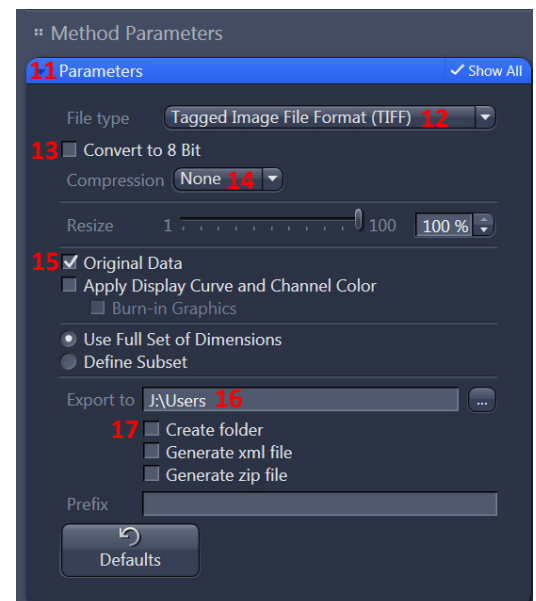 Method Parameters
11 Parameters Show All
File type Tagged Image File Format (TIFF) 12
13 Convert to 8 Bit
Compression None 14
Resize 1 100 100 %
15 Original Data
Apply Display Curve and Channel Color
Burn-in Graphics
Use Full Set of Dimensions
Define Subset
Export to J:\Users 16 ...
17 Create folder
Generate xml file
Generate zip file
Prefix
Defaults